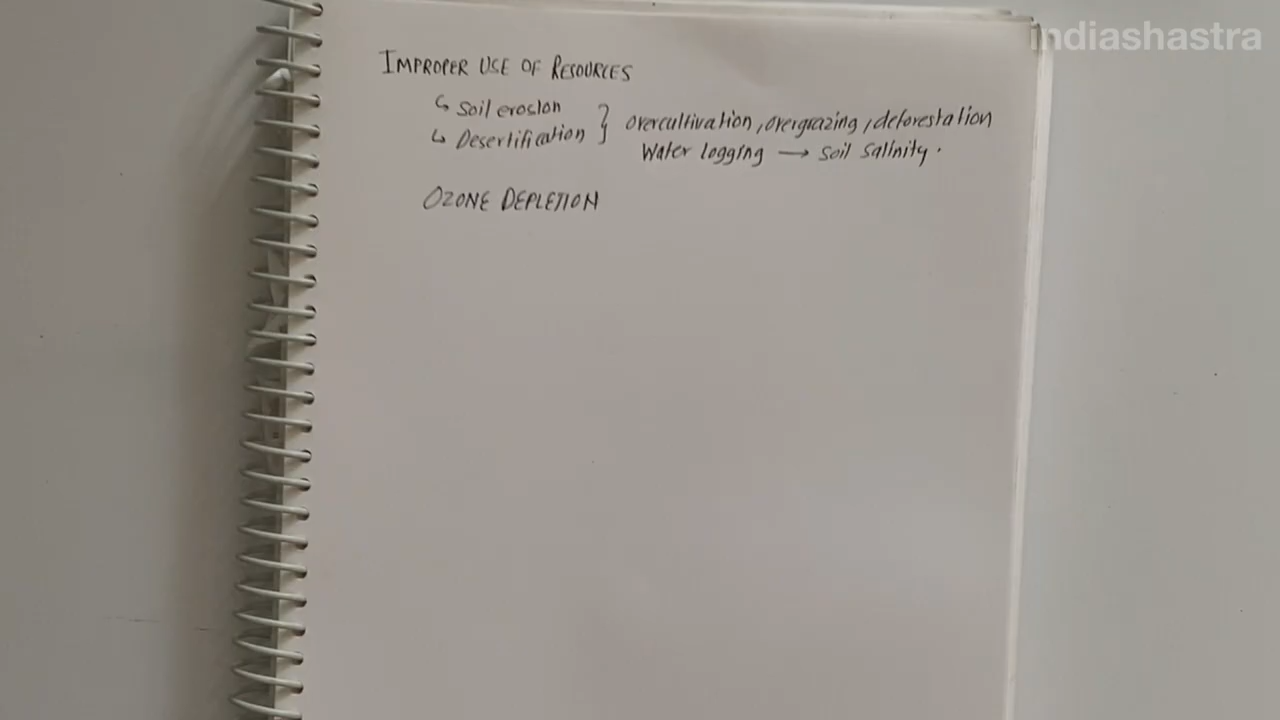 indiashastra
IMPROPER USE OF RESOURCES
↳ Soil erosion
↳ Desertification } overcultivation, overgrazing, deforestation
Water logging → Soil Salinity.
OZONE DEPLETION